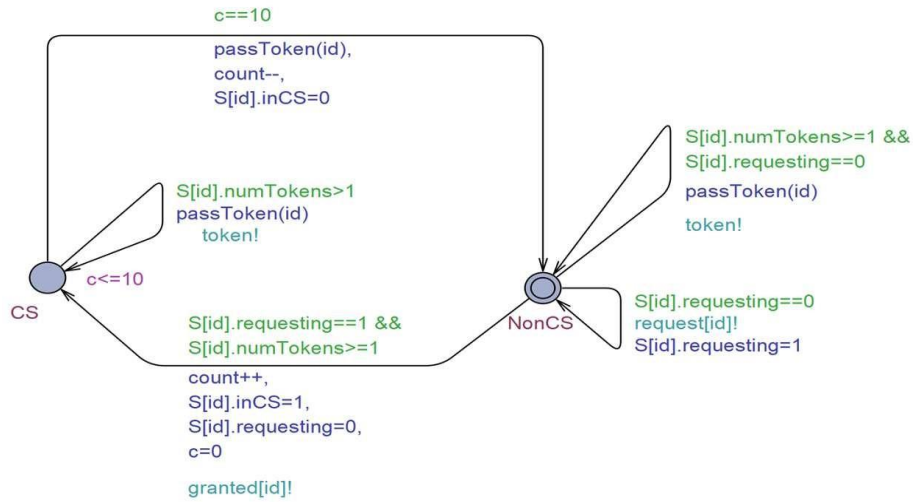 c==10
passToken(id),
count--,
S[id].inCS=0
S[id].numTokens>=1 &&
S[id].requesting==0
passToken(id)
token!
S[id].numTokens>1
passToken(id)
token!
c<=10
CS
NonCS
S[id].requesting==0
request[id]!
S[id].requesting=1
S[id].requesting==1 &&
S[id].numTokens>=1
count++,
S[id].inCS=1,
S[id].requesting=0,
c=0
granted[id]!